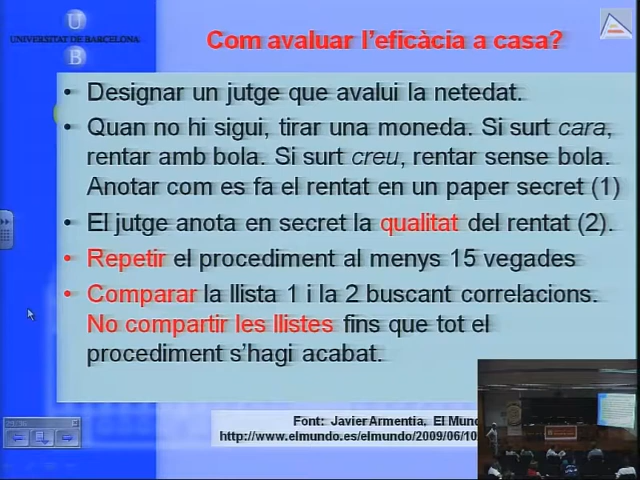 U
UNIVERSITAT DE BARCELONA
B
Com avaluar l'eficàcia a casa?
• Designar un jutge que avalui la netedat.
• Quan no hi sigui, tirar una moneda. Si surt cara,
rentar amb bola. Si surt creu, rentar sense bola.
Anotar com es fa el rentat en un paper secret (1)
• El jutge anota en secret la qualitat del rentat (2).
• Repetir el procediment al menys 15 vegades
• Comparar la llista 1 i la 2 buscant correlacions.
No compartir les llistes fins que tot el
procediment s'hagi acabat.
Font: Javier Armentia, El Mun
http://www.elmundo.es/elmundo/2009/06/10